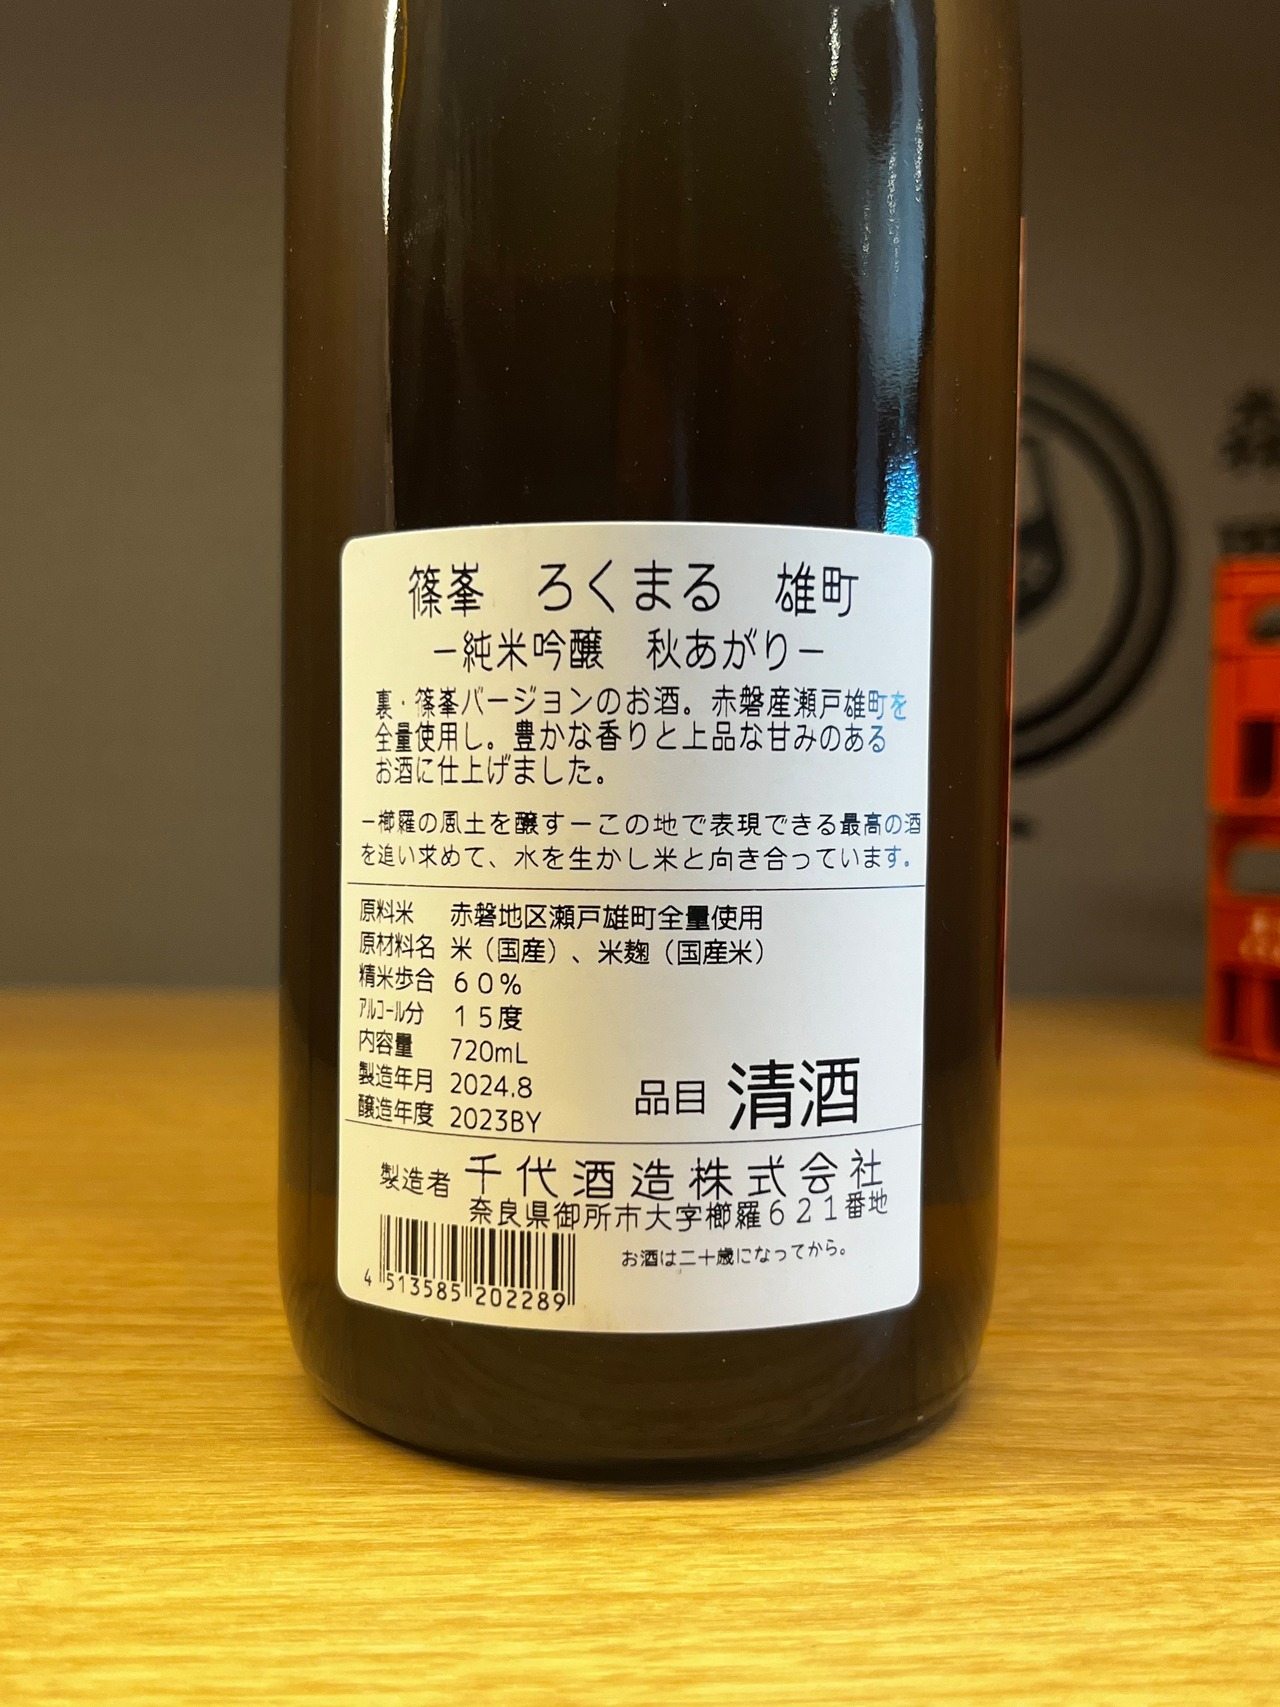 篠峯 ろくまる 雄町
－純米吟醸 秋あがり－
裏・篠峯バージョンのお酒。赤磐産瀬戸雄町を
全量使用し。豊かな香りと上品な甘みのある
お酒に仕上げました。
－櫛羅の風土を醸す－この地で表現できる最高の酒
を追い求めて、水を生かし米と向き合っています。
原料米 赤磐地区瀬戸雄町全量使用
原材料名 米（国産）、米麹（国産米）
精米歩合 ６０％
ｱﾙｺｰﾙ分 １５度
内容量 720mL
製造年月 2024.8
醸造年度 2023BY
品目 清酒
製造者 千代酒造株式会社
奈良県御所市大字櫛羅６２１番地
お酒は二十歳になってから。
4 513585 202289